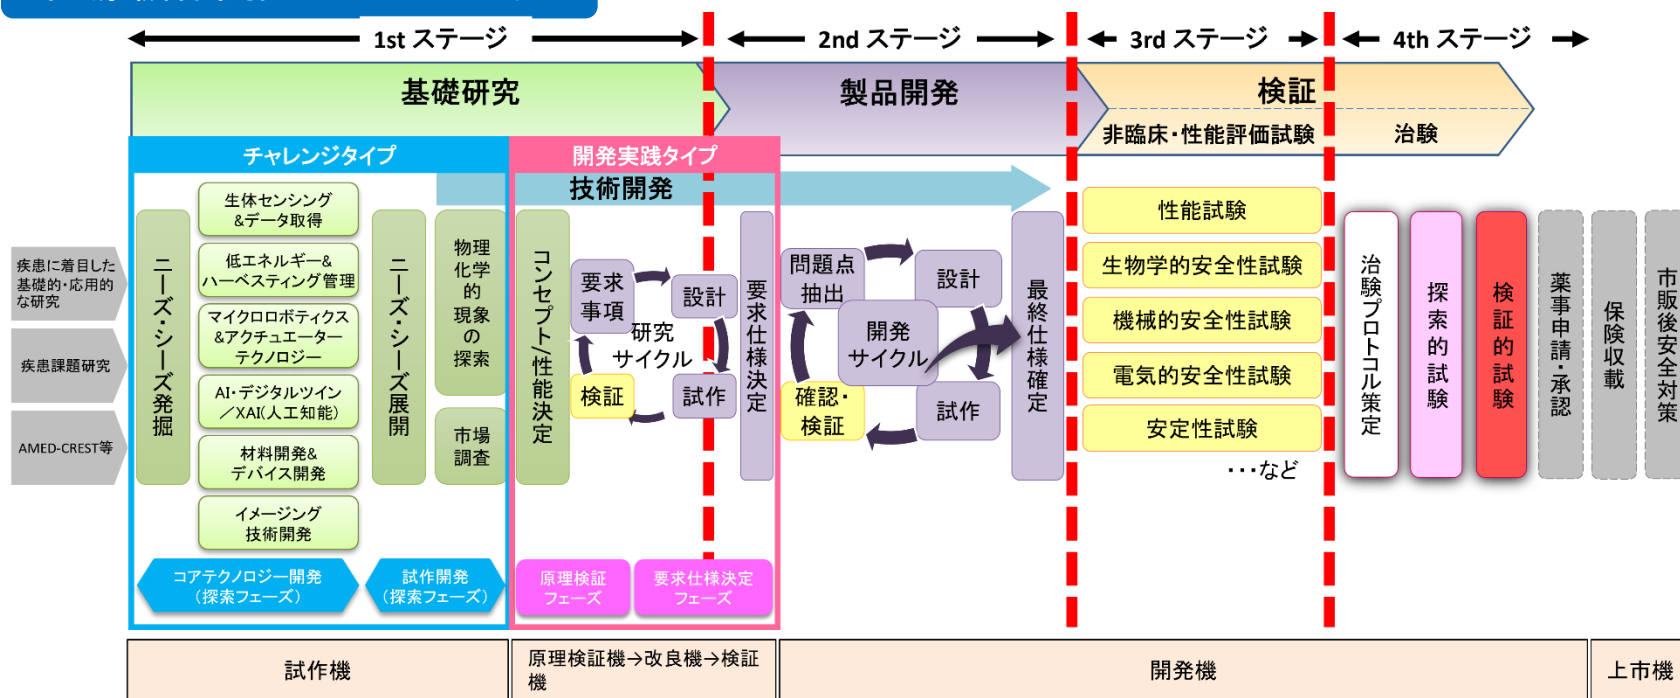 1st ステージ
2nd ステージ
3rd ステージ
4th ステージ
基礎研究
製品開発
検証
非臨床・性能評価試験
治験
チャレンジタイプ
開発実践タイプ
技術開発
疾患に着目した
基礎的・応用的
な研究
疾患課題研究
AMED-CREST等
ニーズ・シーズ発掘
生体センシング
&データ取得
低エネルギー&
ハーベスティング管理
マイクロロボティクス
&アクチュエーター
テクノロジー
AI・デジタルツイン
／XAI(人工知能)
材料開発&
デバイス開発
イメージング
技術開発
ニーズ・シーズ展開
物理
化学的
現象の
探索
市場
調査
コンセプト/性能決定
要求
事項
設計
研究
サイクル
検証
試作
要求仕様決定
問題点
抽出
設計
開発
サイクル
確認・
検証
試作
最終仕様確定
性能試験
生物学的安全性試験
機械的安全性試験
電気的安全性試験
安定性試験
･･･など
治験プロトコル策定
探索的試験
検証的試験
薬事申請・承認
保険収載
市販後安全対策
コアテクノロジー開発
(探索フェーズ)
試作開発
(探索フェーズ)
原理検証
フェーズ
要求仕様決定
フェーズ
試作機
原理検証機→改良機→検証
機
開発機
上市機